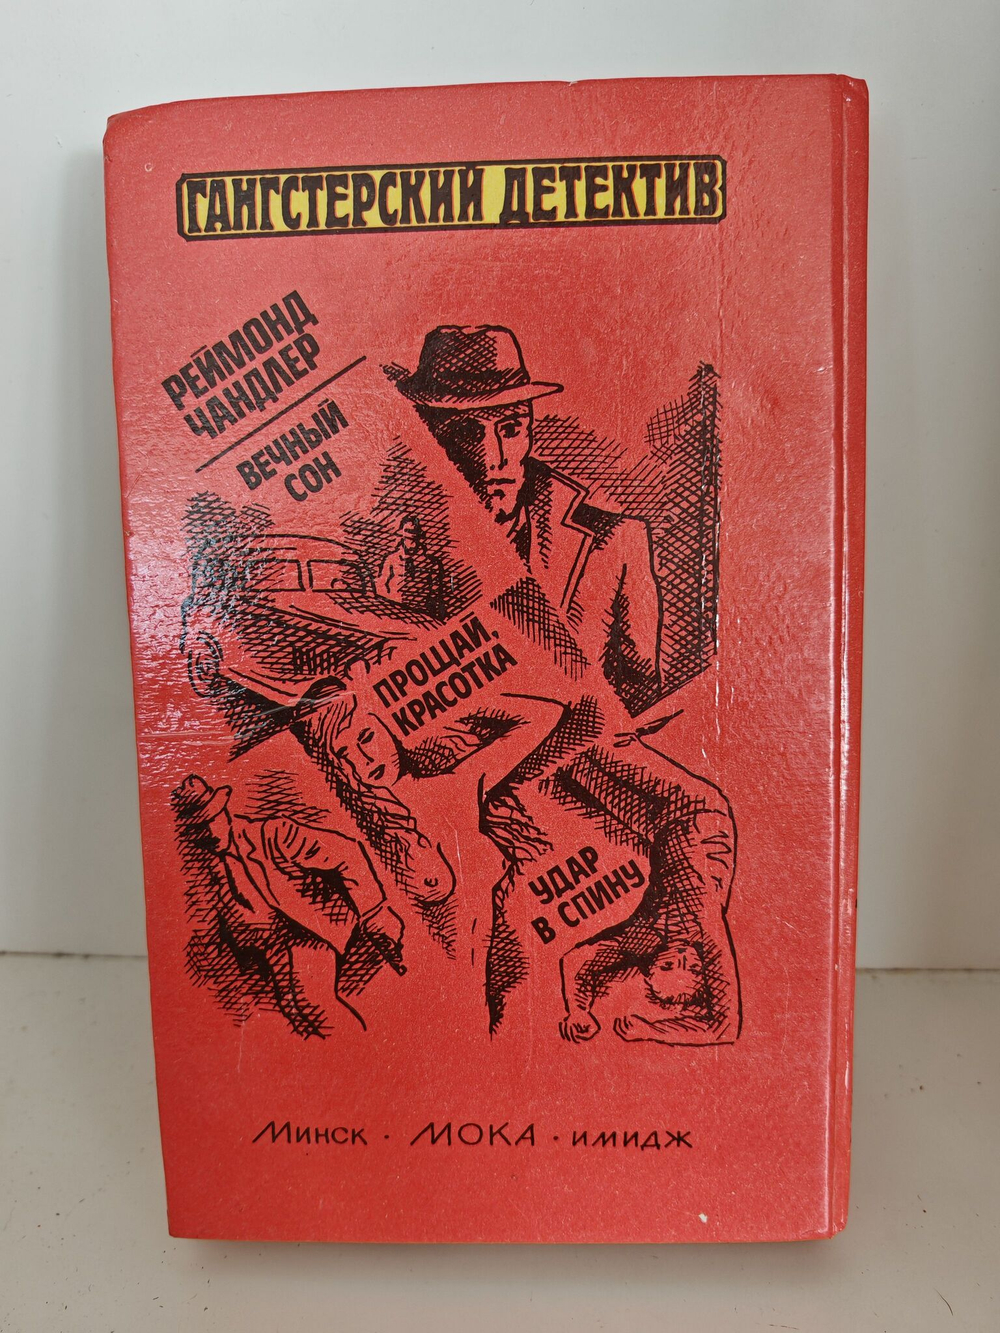 ГАНГСТЕРСКИЙ ДЕТЕКТИВ
РЕЙМОНД
ЧАНДЛЕР
ВЕЧНЫЙ
СОН
ПРОЩАЙ,
КРАСОТКА
УДАР
В СПИНУ
МИНСК · МОКА · ИМИДЖ